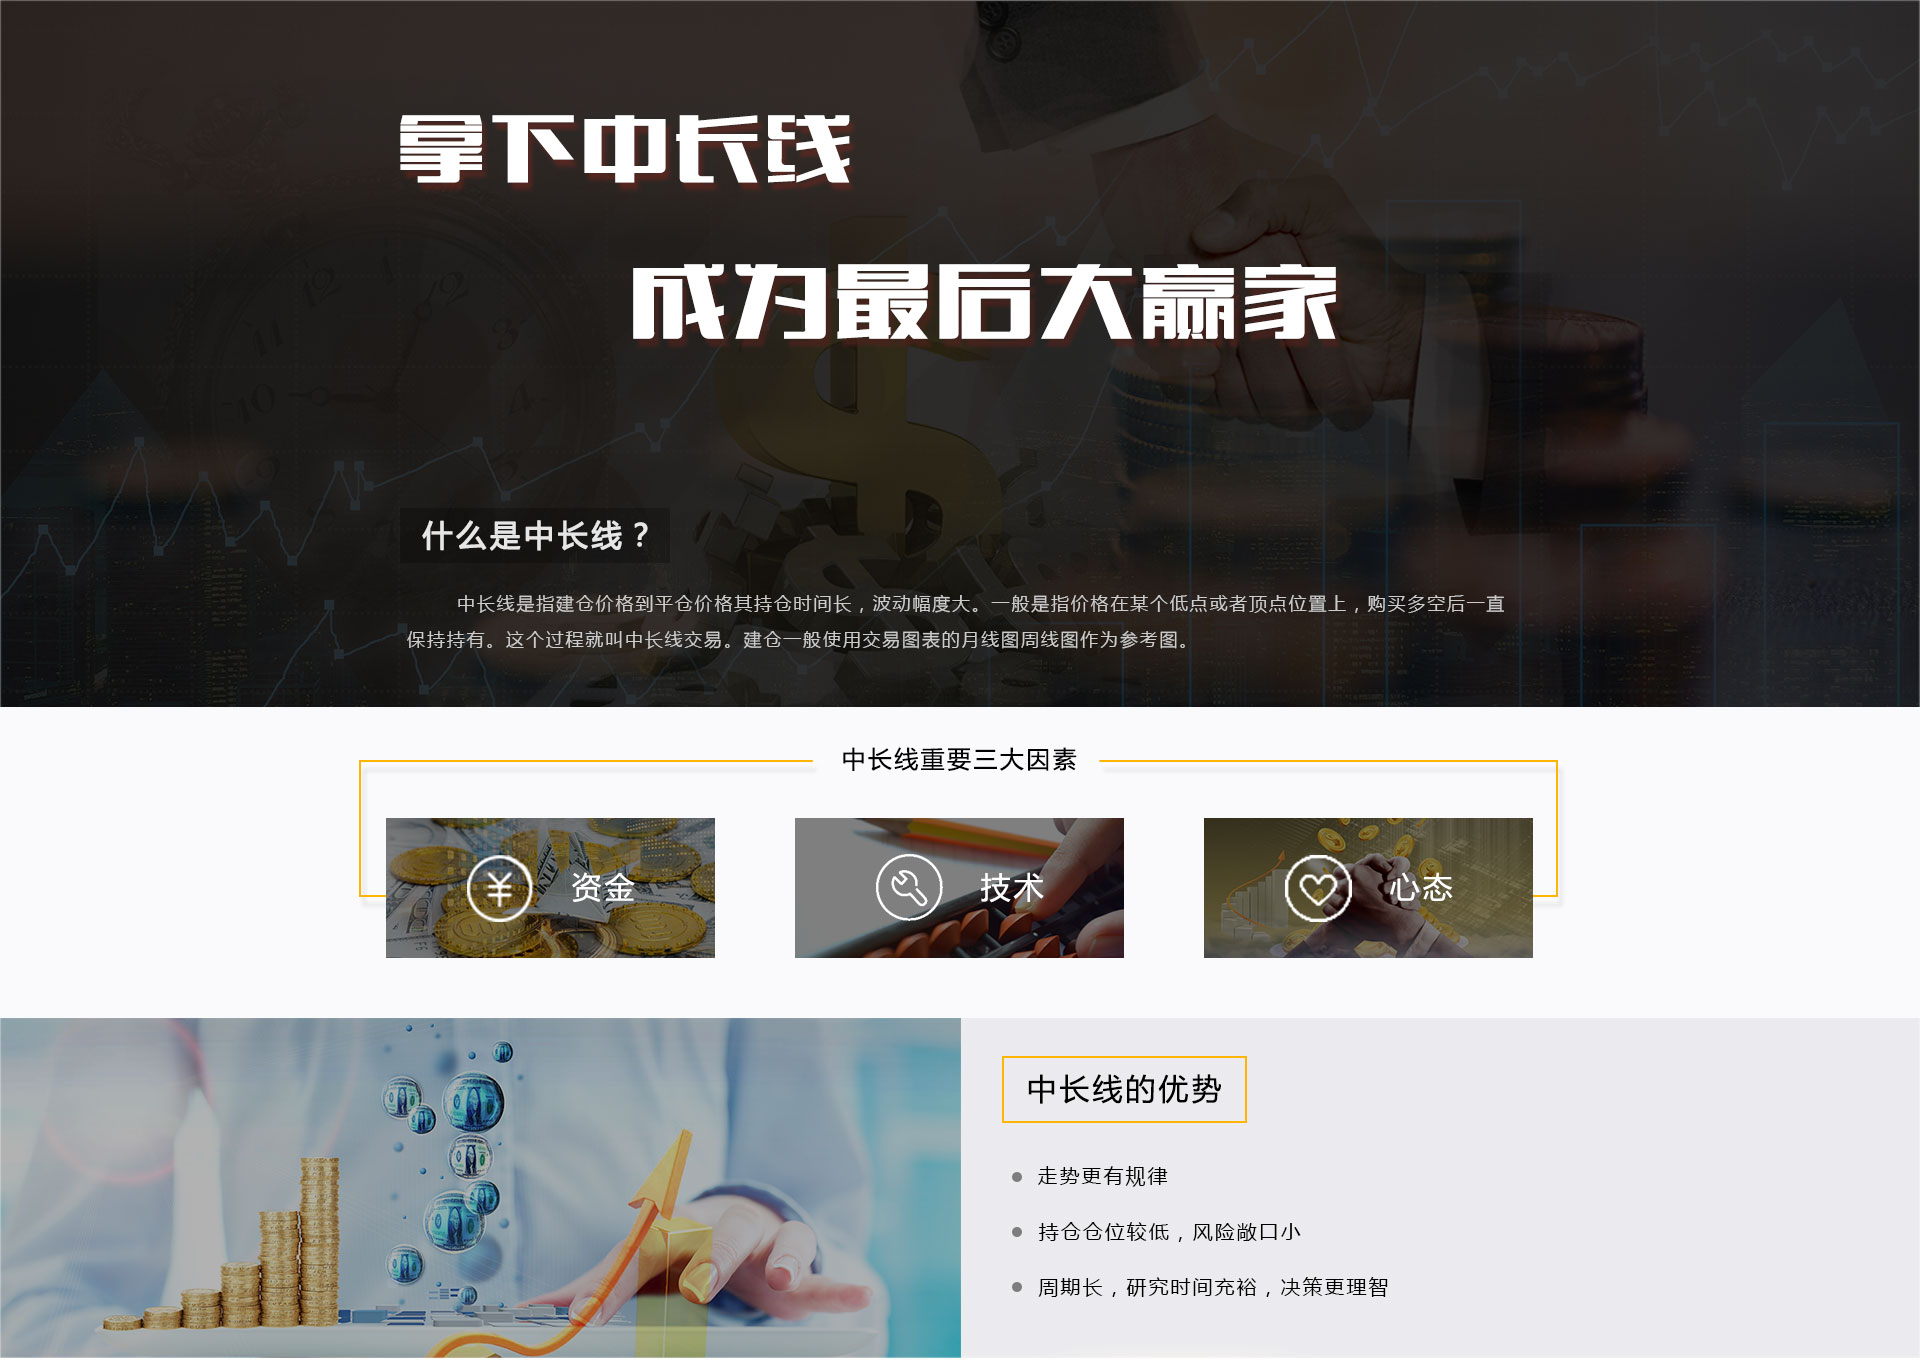 拿下中长线
成为最后大赢家
什么是中长线？
中长线是指建仓价格到平仓价格其持仓时间长，波动幅度大。一般是指价格在某个低点或者顶点位置上，购买多空后一直
保持持有。这个过程就叫中长线交易。建仓一般使用交易图表的月线图周线图作为参考图。
中长线重要三大因素
资金
技术
心态
中长线的优势
走势更有规律
持仓仓位较低，风险敞口小
周期长，研究时间充裕，决策更理智